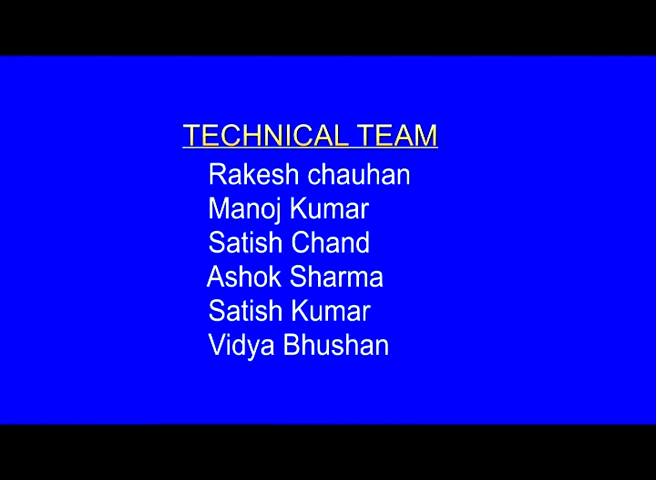 TECHNICAL TEAM
Rakesh chauhan
Manoj Kumar
Satish Chand
Ashok Sharma
Satish Kumar
Vidya Bhushan